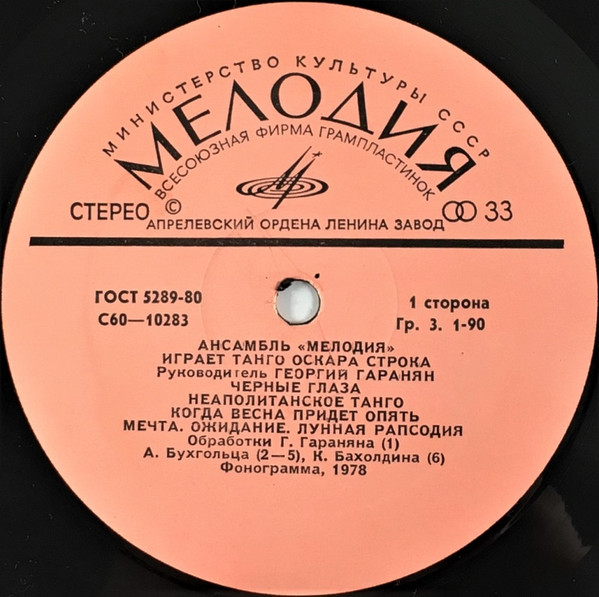 МИНИСТЕРСТВО КУЛЬТУРЫ СССР
МЕЛОДИЯ
ВСЕСОЮЗНАЯ ФИРМА ГРАМПЛАСТИНОК
СТЕРЕО ©
33
АПРЕЛЕВСКИЙ ОРДЕНА ЛЕНИНА ЗАВОД
ГОСТ 5289-80
1 сторона
С60—10283
Гр. 3. 1-90
АНСАМБЛЬ «МЕЛОДИЯ»
ИГРАЕТ ТАНГО ОСКАРА СТРОКА
Руководитель ГЕОРГИЙ ГАРАНЯН
ЧЕРНЫЕ ГЛАЗА
НЕАПОЛИТАНСКОЕ ТАНГО
КОГДА ВЕСНА ПРИДЕТ ОПЯТЬ
МЕЧТА. ОЖИДАНИЕ. ЛУННАЯ РАПСОДИЯ
Обработки Г. Гараняна (1)
А. Бухгольца (2—5), К. Бахолдина (6)
Фонограмма, 1978